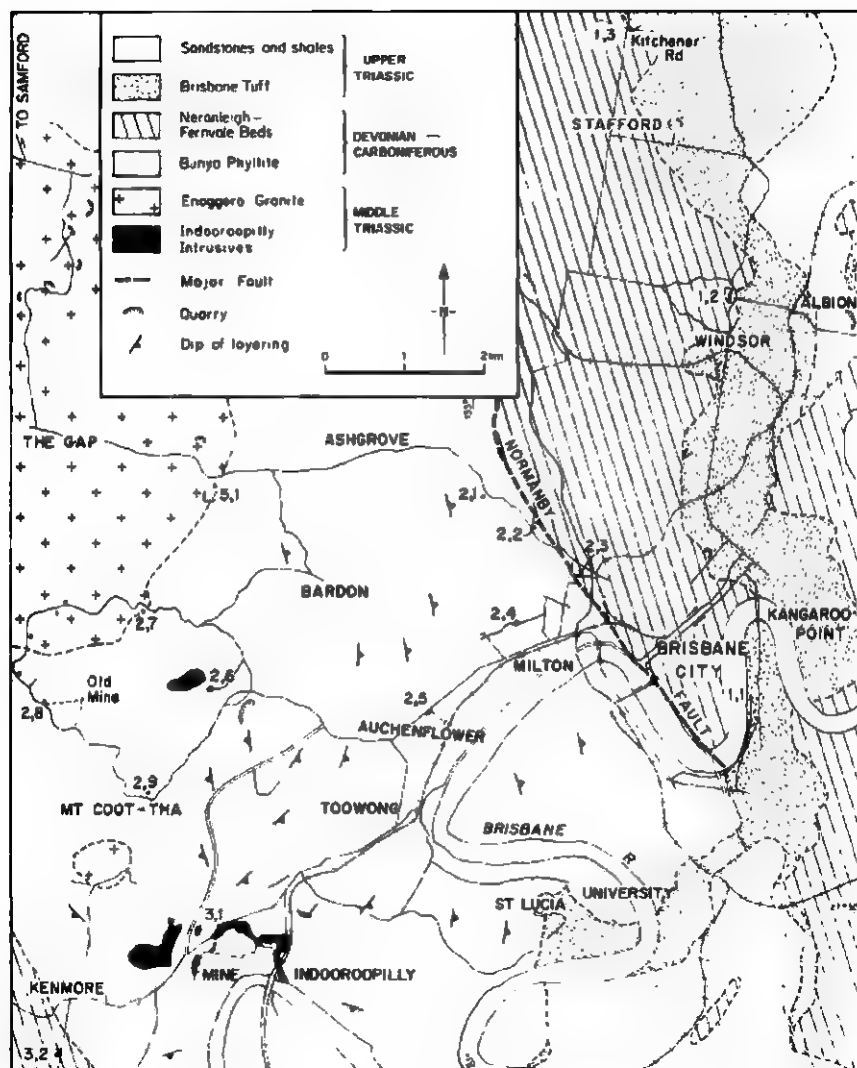 TO SAMFORD
Sandstones and shales
Brisbane Tuff
UPPER
TRIASSIC
Neranleigh-
Fernvale Beds
Bunya Phyllite
DEVONIAN —
CARBONIFEROUS
Enoggera Granite
Indooroopilly
Intrusives
MIDDLE
TRIASSIC
Major Fault
Quarry
Dip of layering
-N-
0 1 2km
1,3
Kitchener
Rd
STAFFORD
1,2
ALBION
WINDSOR
THE GAP
ASHGROVE
5,1
2,1
2,2
NORMANBY
2,3
BARDON
2,7
2,4
KANGAROO
POINT
MILTON
BRISBANE
CITY
1,1
FAULT
Old
Mine
2,6
2,8
2,5
AUCHENFLOWER
2,9
MT COOT-THA
TOOWONG
BRISBANE
R
ST LUCIA
UNIVERSITY
3,1
MINE
INDOOROOPILLY
KENMORE
3,2